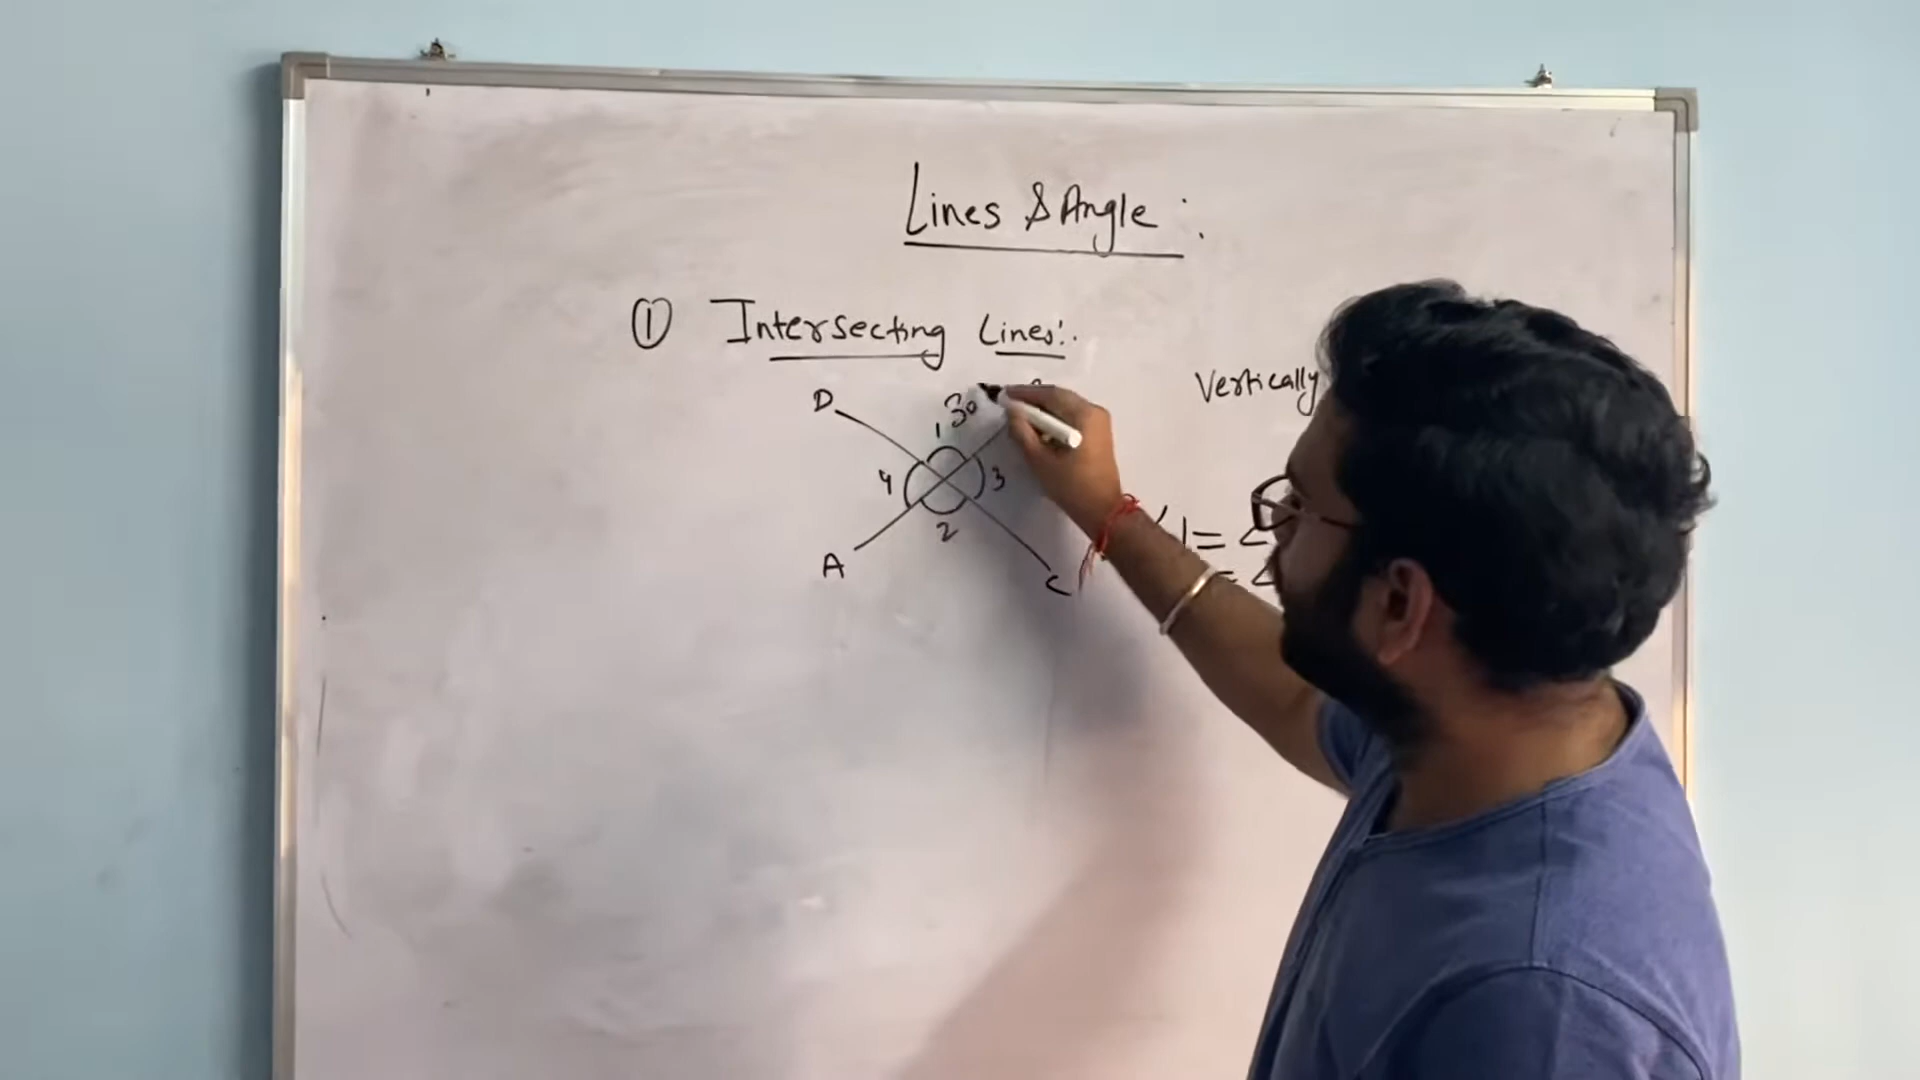 Lines & Angle :
① Intersecting Lines:.
Vertically
D
30
1
4
3
2
A
C
1 = ∠
= ∠